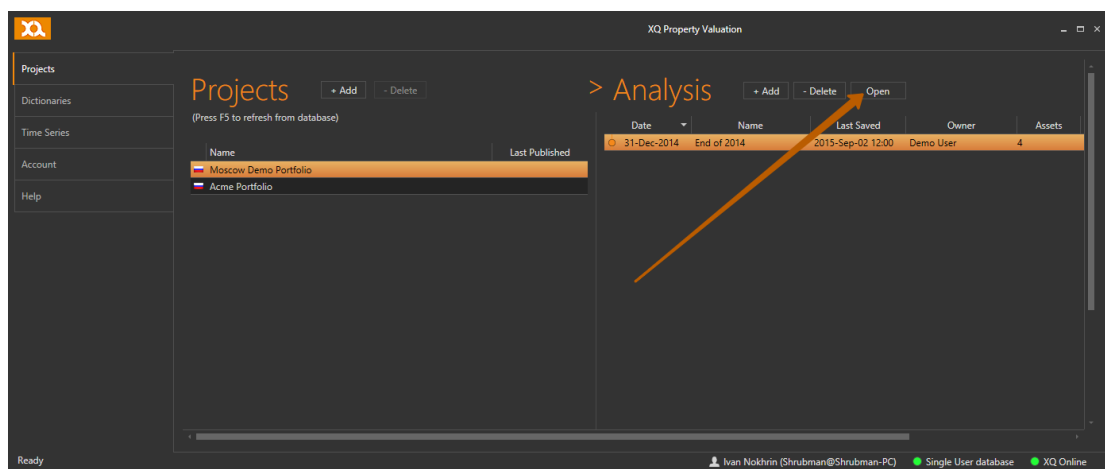 XQ
XQ Property Valuation
Projects
Dictionaries
Time Series
Account
Help
Projects
+ Add
- Delete
(Press F5 to refresh from database)
Name Last Published
Moscow Demo Portfolio
Acme Portfolio
> Analysis
+ Add
- Delete
Open
Date Name Last Saved Owner Assets
31-Dec-2014 End of 2014 2015-Sep-02 12:00 Demo User 4
Ready
Ivan Nokhrin (Shrubman@Shrubman-PC) Single User database XQ Online